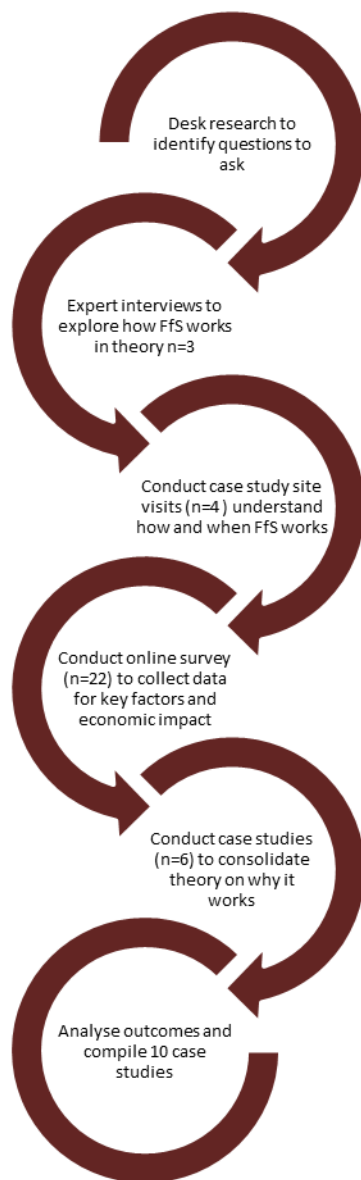 Desk research to
identify questions to
ask
Expert interviews to
explore how FfS works
in theory n=3
Conduct case study site
visits (n=4 ) understand
how and when FfS works
Conduct online survey
(n=22) to collect data
for key factors and
economic impact
Conduct case studies
(n=6) to consolidate
theory on why it
works
Analyse outcomes and
compile 10 case
studies